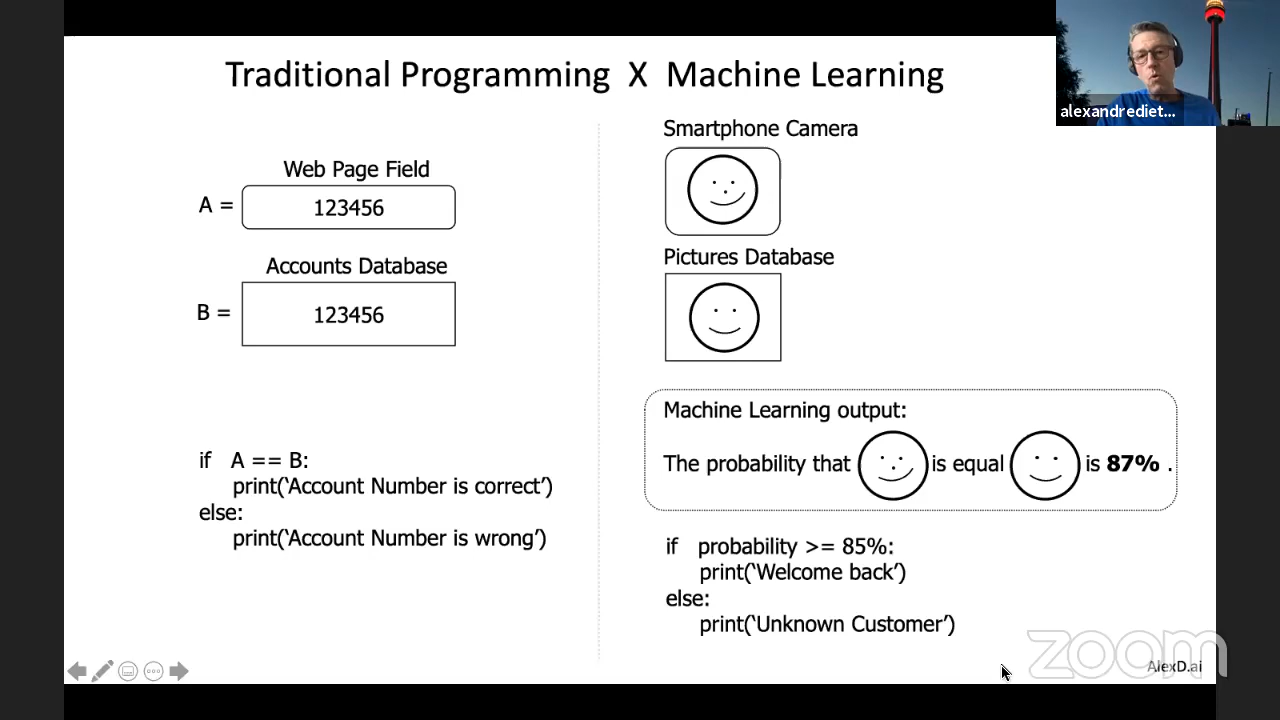 Traditional Programming X Machine Learning
alexandrediet...
Web Page Field
A = 123456
Accounts Database
B = 123456
if A == B:
print(‘Account Number is correct’)
else:
print(‘Account Number is wrong’)
Smartphone Camera
Pictures Database
Machine Learning output:
The probability that is equal is 87% .
if probability >= 85%:
print(‘Welcome back’)
else:
print(‘Unknown Customer’)
zoom
AlexD.ai